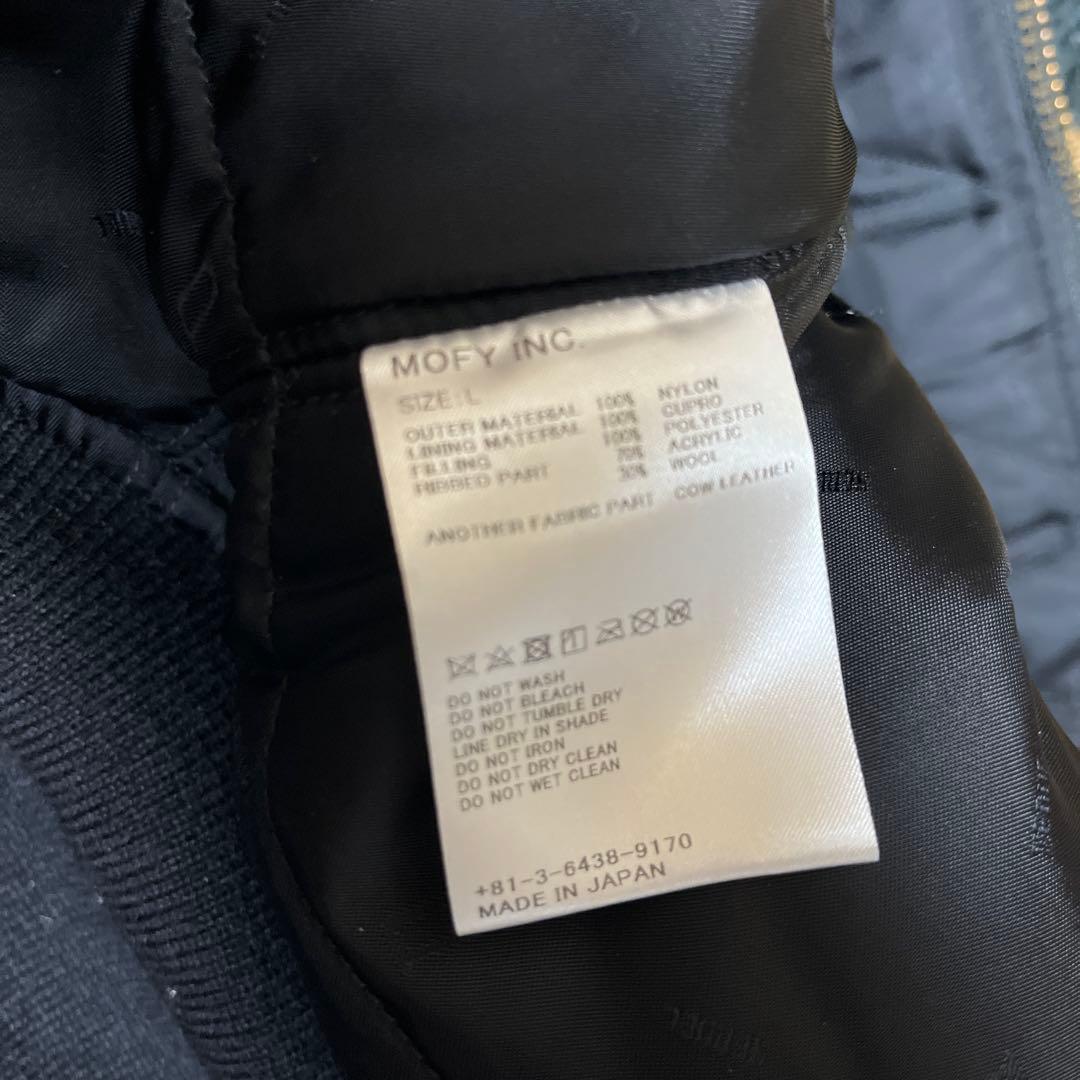 MOFY INC.
SIZE:L
OUTER MATERIAL 100% NYLON
LINING MATERIAL 100% CUPRO
FILLING 100% POLYESTER
RIBBED PART 70% ACRYLIC
30% WOOL
ANOTHER FABRIC PART COW LEATHER
DO NOT WASH
DO NOT BLEACH
DO NOT TUMBLE DRY
LINE DRY IN SHADE
DO NOT IRON
DO NOT DRY CLEAN
DO NOT WET CLEAN
+81-3-6438-9170
MADE IN JAPAN